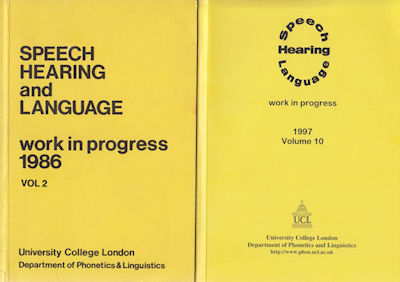 SPEECH
HEARING
and
LANGUAGE
work in progress
1986
VOL 2
University College London
Department of Phonetics & Linguistics
Speech
Hearing
Language
work in progress
1997
Volume 10
UCL
University College London
Department of Phonetics and Linguistics
http://www.phon.ucl.ac.uk